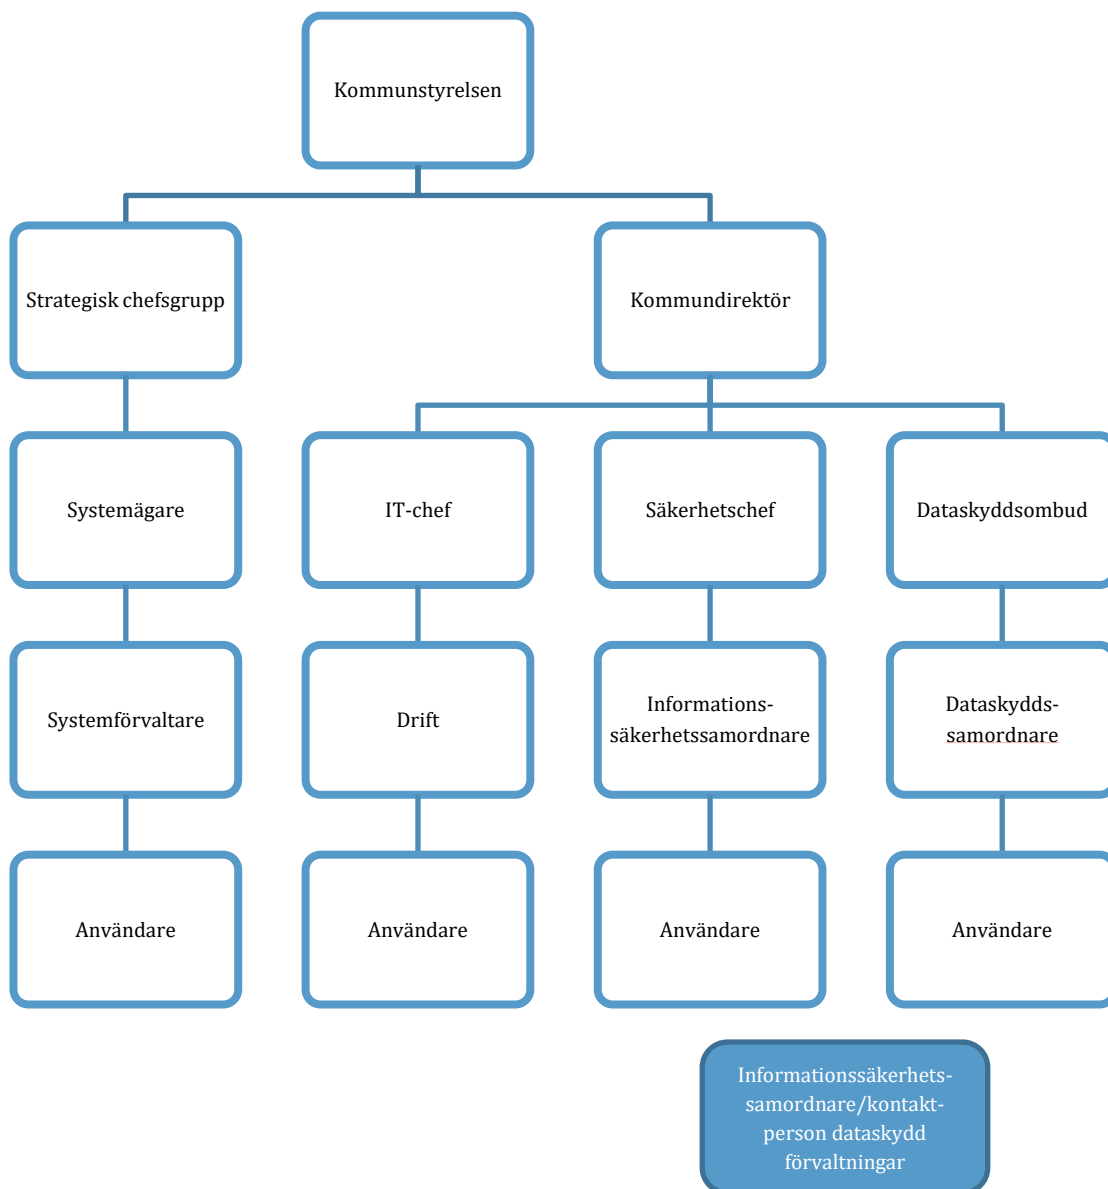 Kommunstyrelsen
Strategisk chefsgrupp
Kommundirektör
Systemägare
IT-chef
Säkerhetschef
Dataskyddsombud
Systemförvaltare
Drift
Informations-
säkerhetssamordnare
Dataskydds-
samordnare
Användare
Användare
Användare
Användare
Informationssäkerhets-
samordnare/kontakt-
person dataskydd
förvaltningar